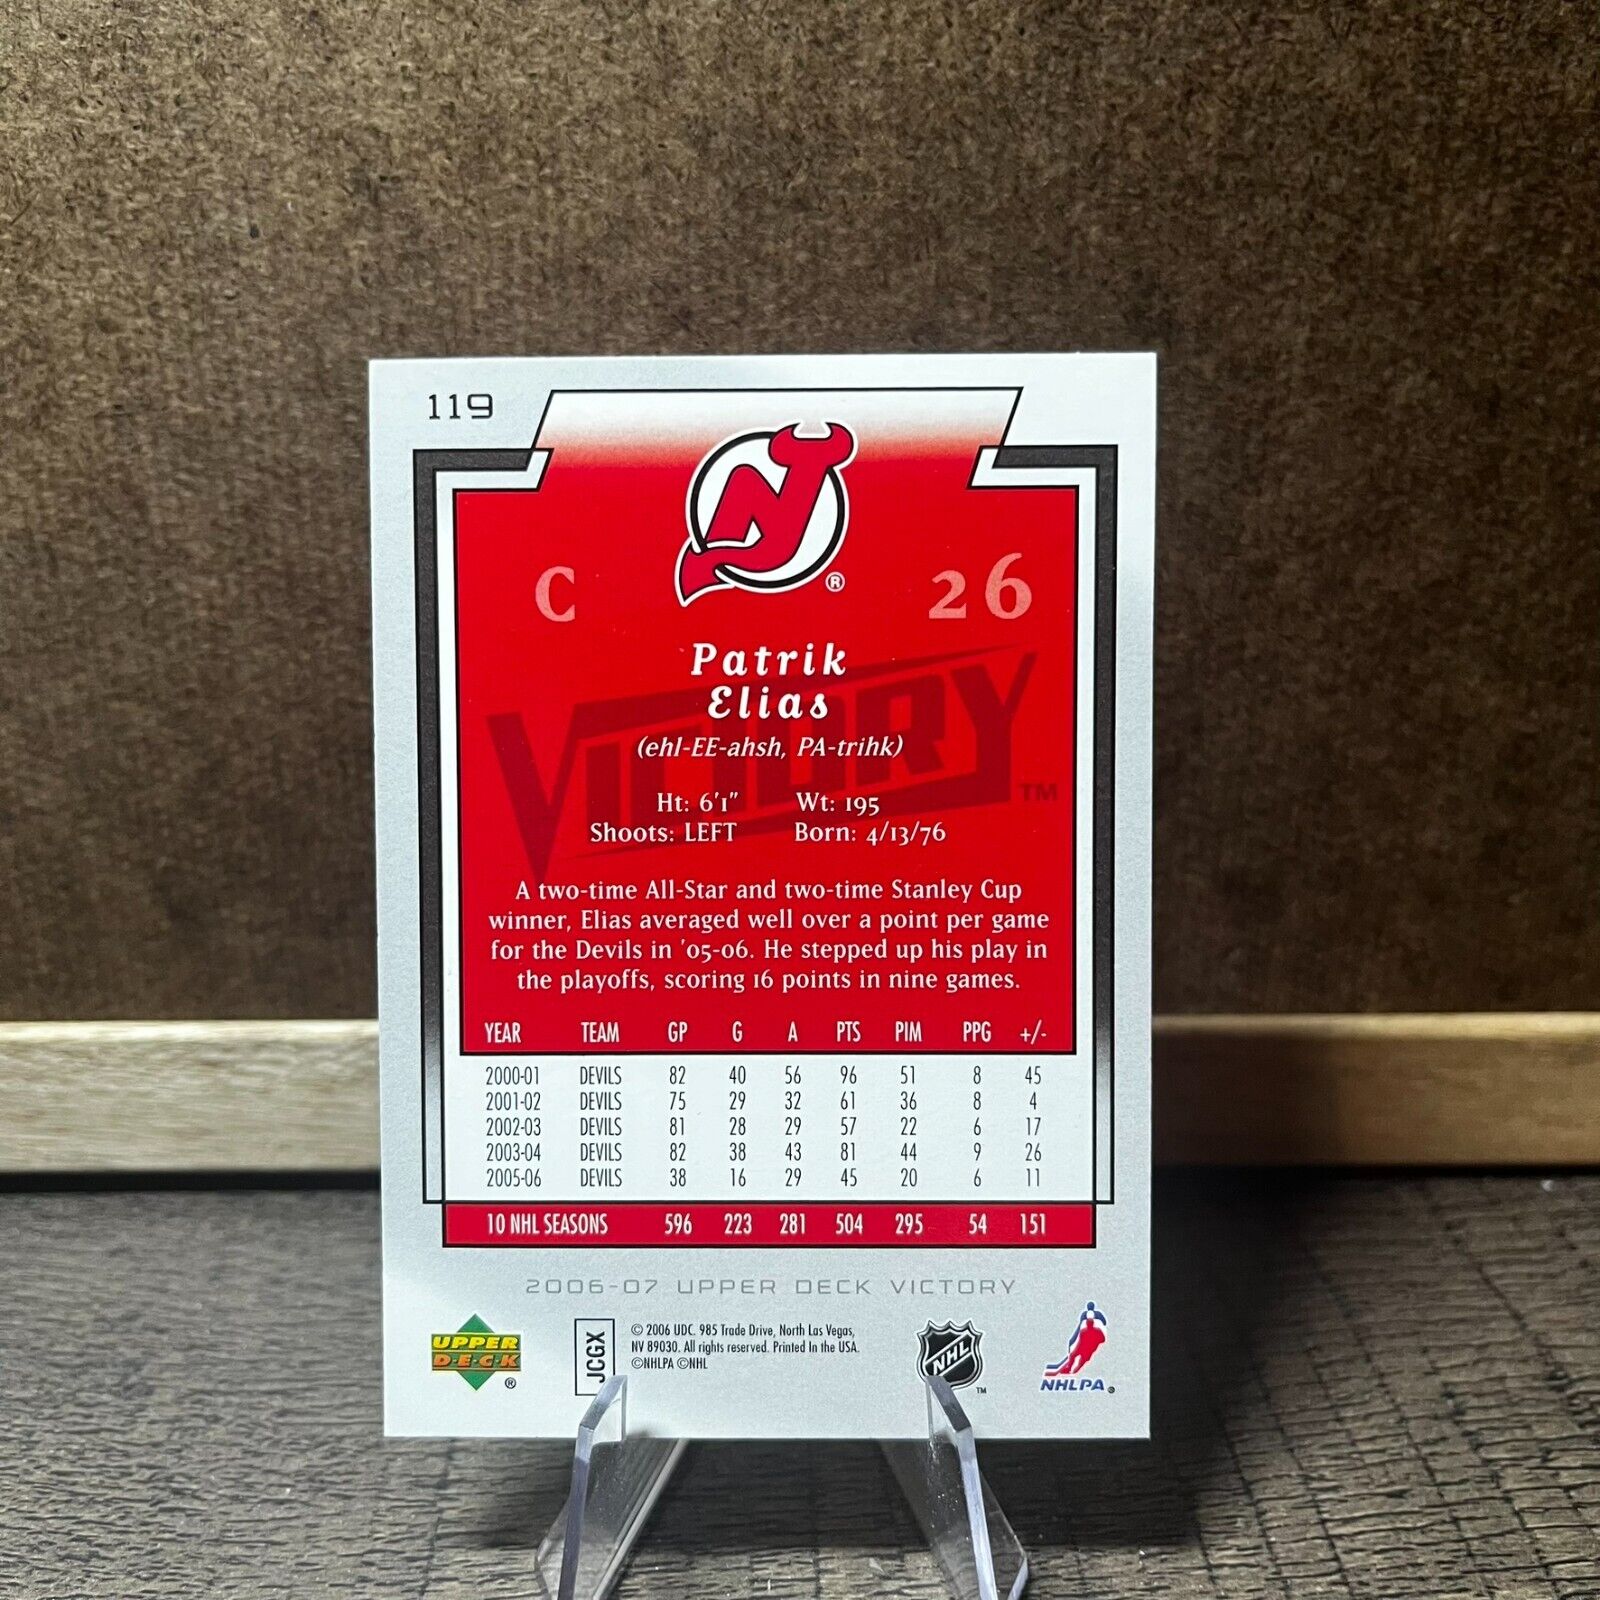 119
NJ ®
C 26
Patrik
Elias
VICTORY TM
(ehl-EE-ahsh, PA-trihk)
Ht: 6'1" Wt: 195
Shoots: LEFT Born: 4/13/76
A two-time All-Star and two-time Stanley Cup
winner, Elias averaged well over a point per game
for the Devils in '05-06. He stepped up his play in
the playoffs, scoring 16 points in nine games.
YEAR TEAM GP G A PTS PIM PPG +/-
2000-01 DEVILS 82 40 56 96 51 8 45
2001-02 DEVILS 75 29 32 61 36 8 4
2002-03 DEVILS 81 28 29 57 22 6 17
2003-04 DEVILS 82 38 43 81 44 9 26
2005-06 DEVILS 38 16 29 45 20 6 11
10 NHL SEASONS 596 223 281 504 295 54 151
2006-07 UPPER DECK VICTORY
UPPER
DECK ®
JCGX
© 2006 UDC. 985 Trade Drive, North Las Vegas,
NV 89030. All rights reserved. Printed in the USA.
©NHLPA ©NHL
NHL TM
NHLPA ®